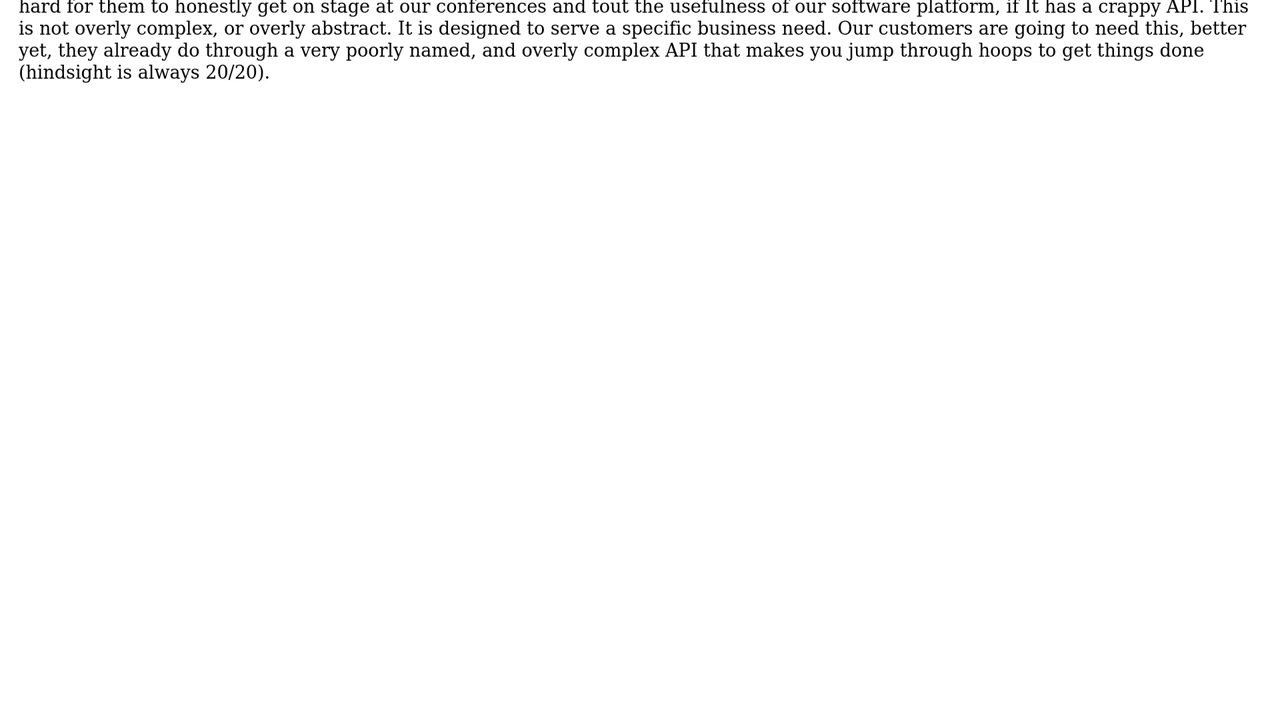 hard for them to honestly get on stage at our conferences and tout the usefulness of our software platform, if It has a crappy API. This
is not overly complex, or overly abstract. It is designed to serve a specific business need. Our customers are going to need this, better
yet, they already do through a very poorly named, and overly complex API that makes you jump through hoops to get things done
(hindsight is always 20/20).